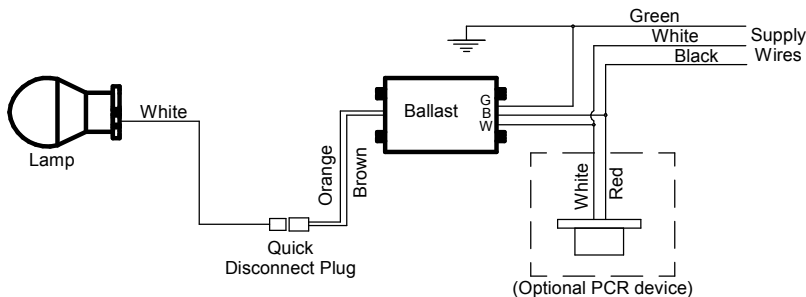 Green
White
Supply
Black
Wires
G
Ballast
B
W
White
Lamp
Orange
Brown
White
Red
Quick
Disconnect Plug
(Optional PCR device)